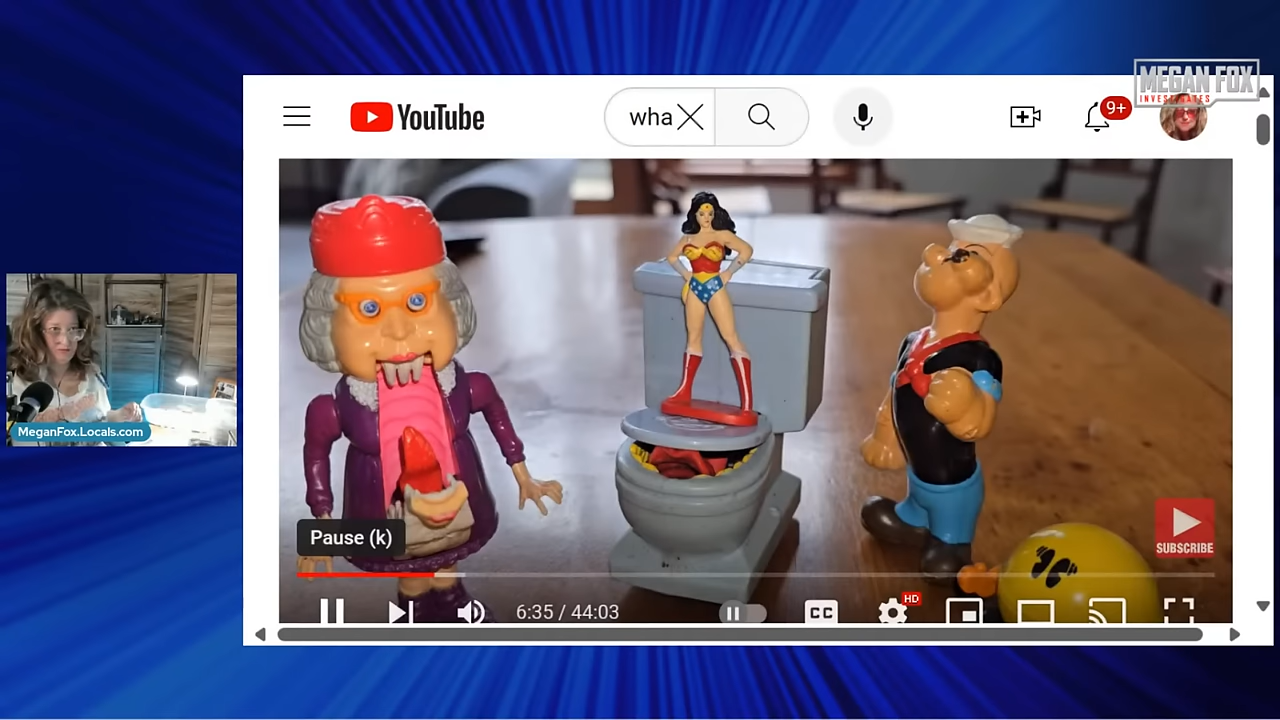 MEGAN FOX
INVESTIGATES
YouTube
wha
9+
MeganFox.Locals.com
Pause (k)
SUBSCRIBE
6:35 / 44:03
CC
HD